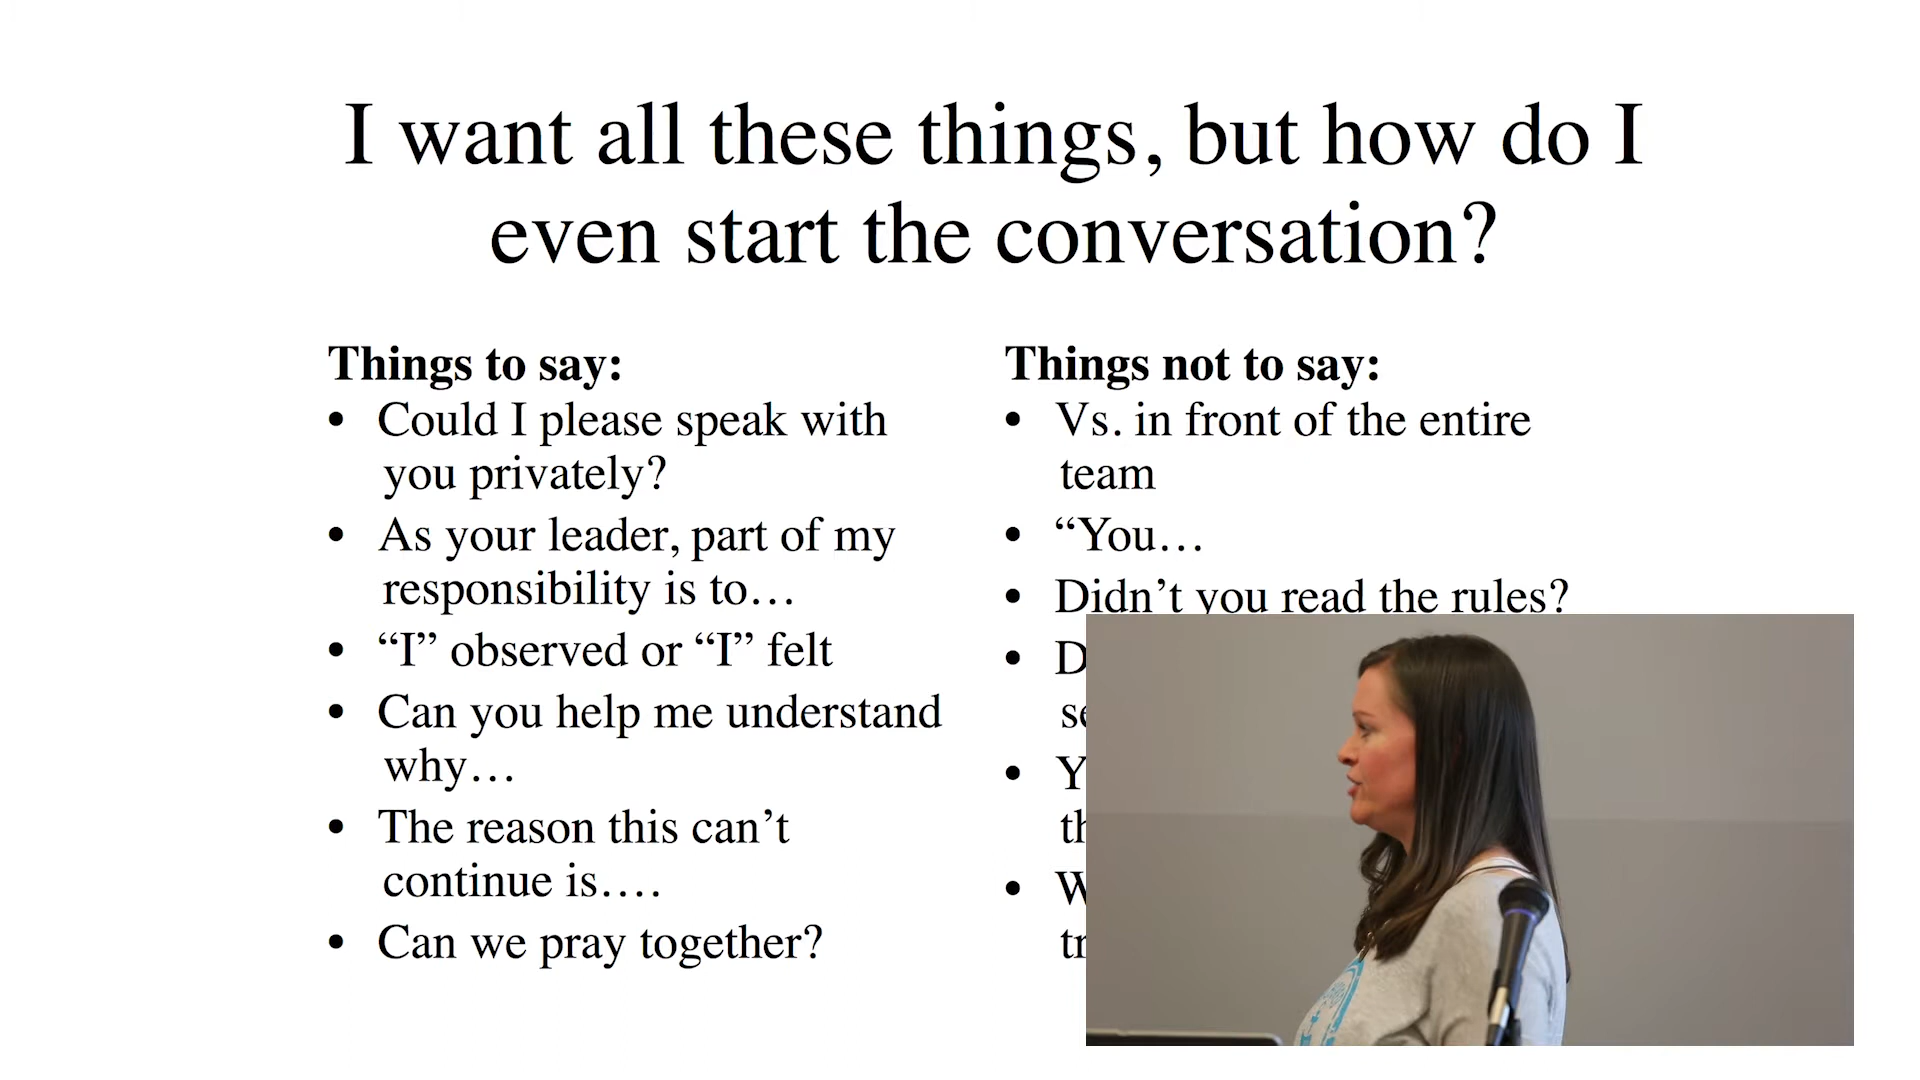 I want all these things, but how do I
even start the conversation?
Things to say:
• Could I please speak with
you privately?
• As your leader, part of my
responsibility is to…
• “I” observed or “I” felt
• Can you help me understand
why…
• The reason this can’t
continue is….
• Can we pray together?
Things not to say:
• Vs. in front of the entire
team
• “You…
• Didn’t you read the rules?